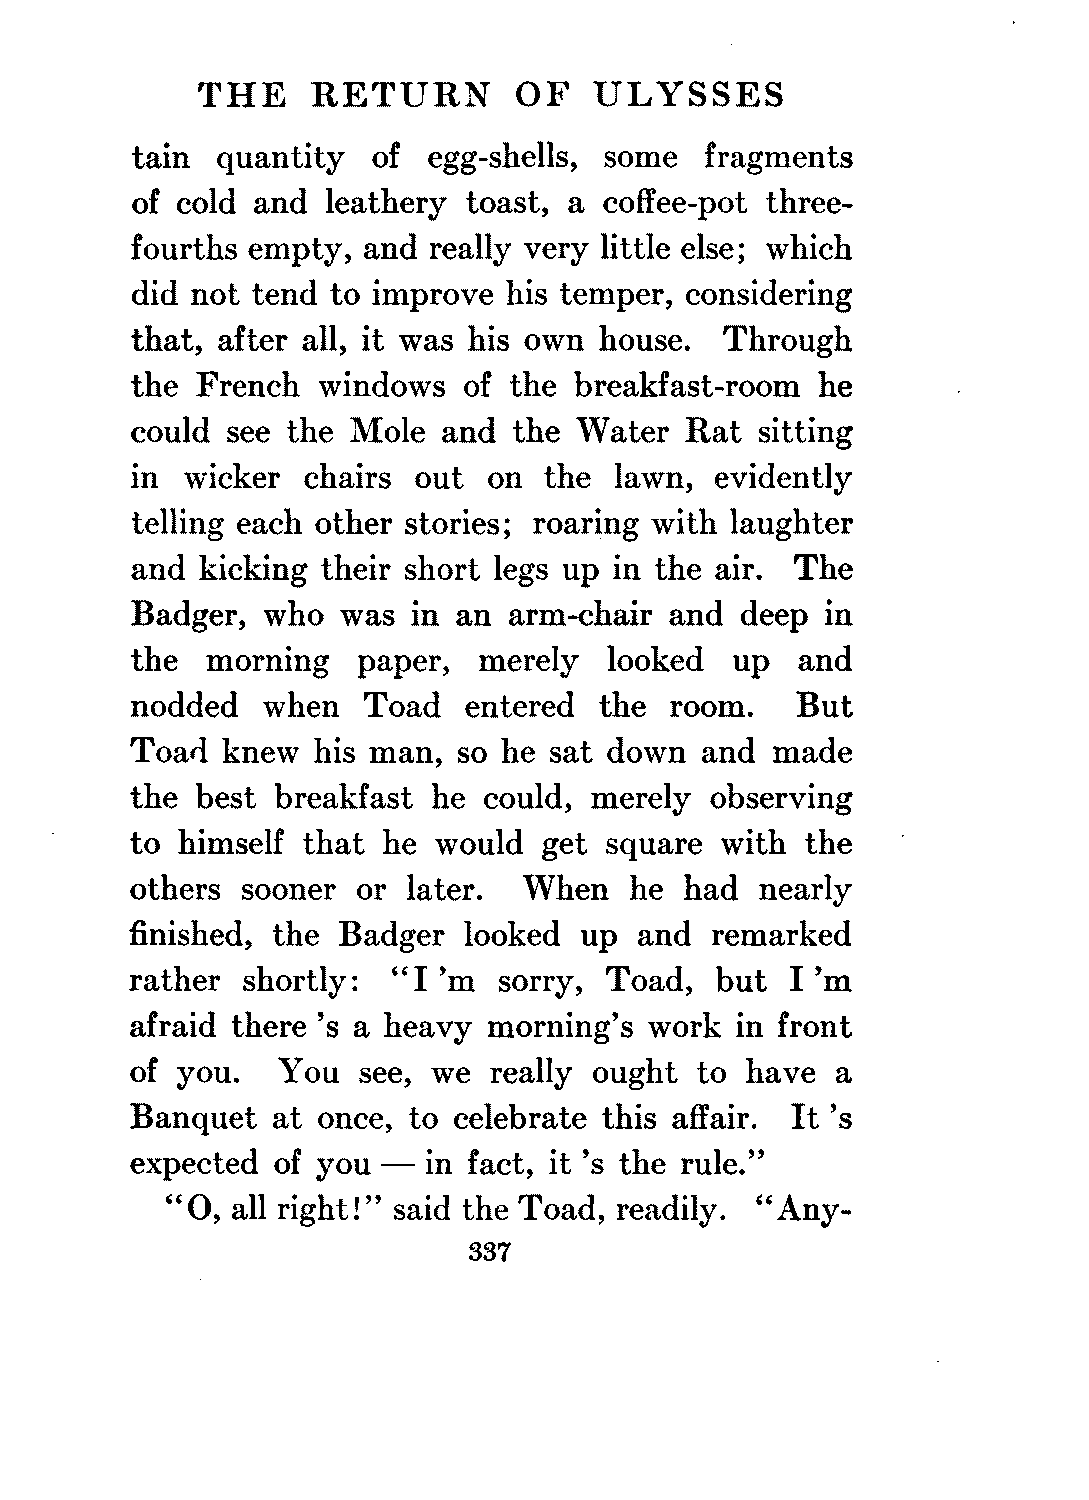 THE RETURN OF ULYSSES
tain quantity of egg-shells, some fragments
of cold and leathery toast, a coffee-pot three-
fourths empty, and really very little else; which
did not tend to improve his temper, considering
that, after all, it was his own house. Through
the French windows of the breakfast-room he
could see the Mole and the Water Rat sitting
in wicker chairs out on the lawn, evidently
telling each other stories; roaring with laughter
and kicking their short legs up in the air. The
Badger, who was in an arm-chair and deep in
the morning paper, merely looked up and
nodded when Toad entered the room. But
Toad knew his man, so he sat down and made
the best breakfast he could, merely observing
to himself that he would get square with the
others sooner or later. When he had nearly
finished, the Badger looked up and remarked
rather shortly: “I ’m sorry, Toad, but I ’m
afraid there ’s a heavy morning's work in front
of you. You see, we really ought to have a
Banquet at once, to celebrate this affair. It ’s
expected of you — in fact, it ’s the rule.”
“O, all right!” said the Toad, readily. “Any-
337